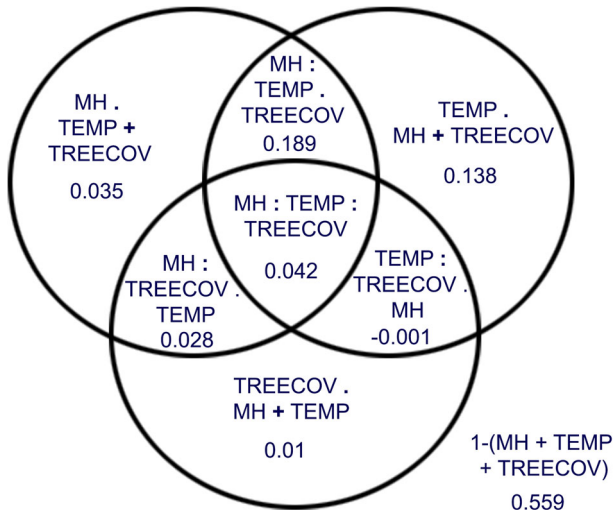 MH :
TEMP .
TREECOV
0.189
MH .
TEMP +
TREECOV
0.035
TEMP .
MH + TREECOV
0.138
MH : TEMP :
TREECOV
0.042
MH :
TREECOV .
TEMP
0.028
TEMP :
TREECOV .
MH
-0.001
TREECOV .
MH + TEMP
0.01
1-(MH + TEMP
+ TREECOV)
0.559